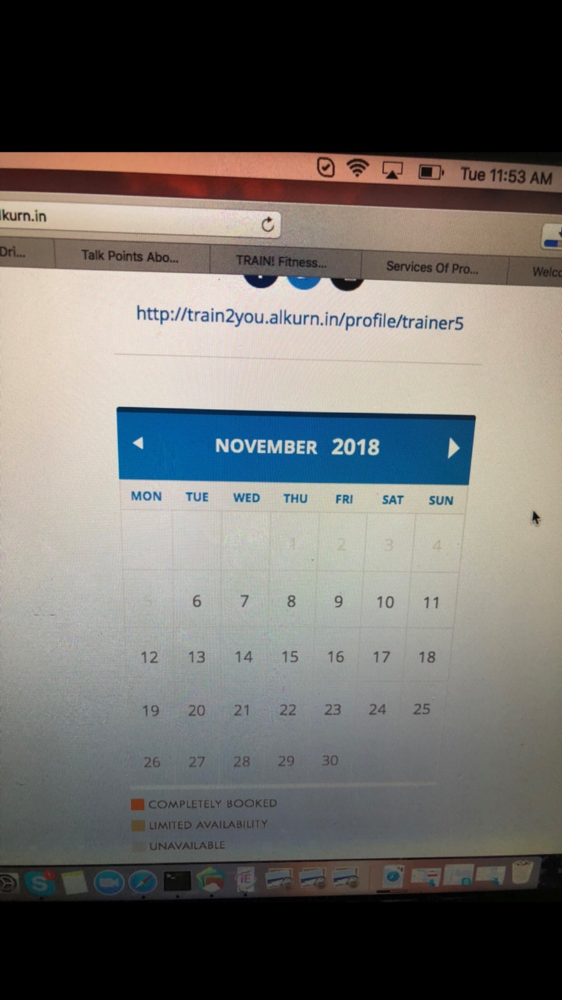 Tue 11:53 AM
lkurn.in
Dri... Talk Points Abo... TRAIN! Fitness... Services Of Pro... Welc
http://train2you.alkurn.in/profile/trainer5
NOVEMBER 2018
MON TUE WED THU FRI SAT SUN
1 2 3 4
5 6 7 8 9 10 11
12 13 14 15 16 17 18
19 20 21 22 23 24 25
26 27 28 29 30
COMPLETELY BOOKED
LIMITED AVAILABILITY
UNAVAILABLE
iE